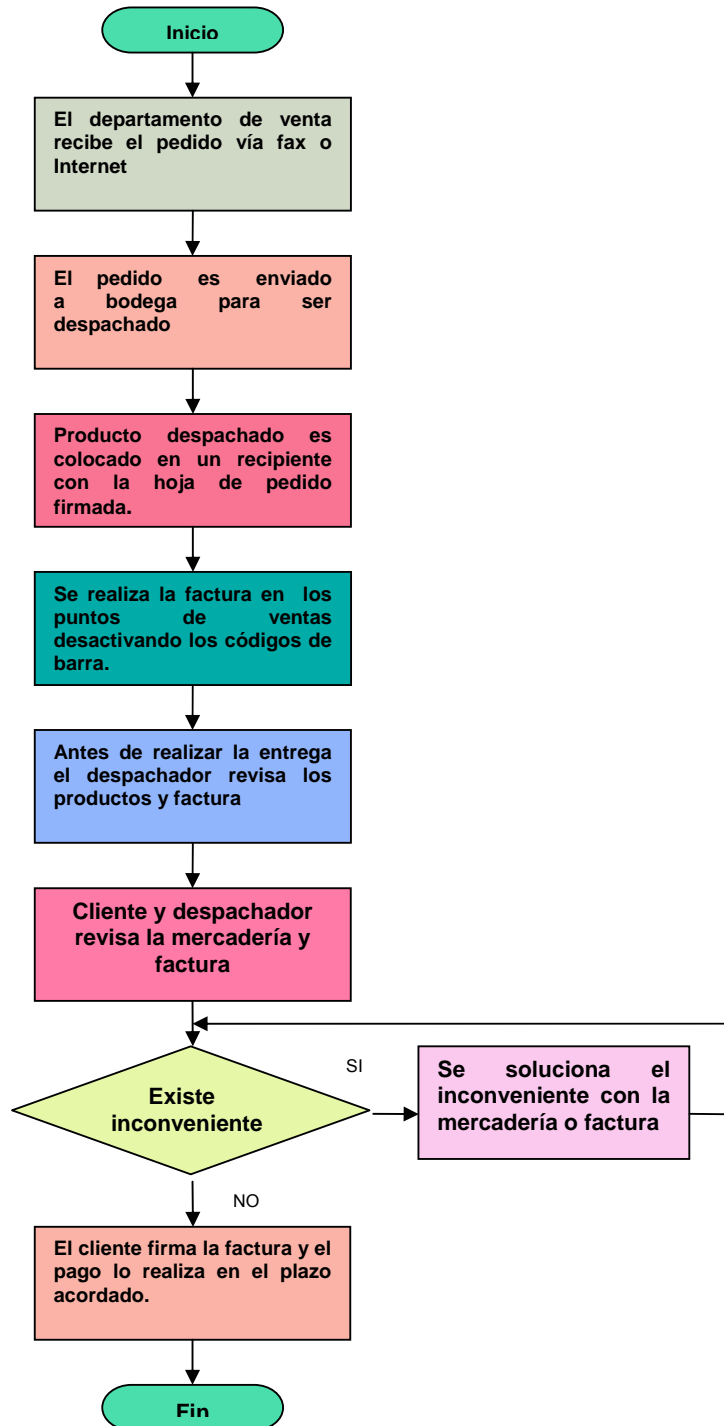 Inicio
El departamento de venta
recibe el pedido vía fax o
Internet
El pedido es enviado
a bodega para ser
despachado
Producto despachado es
colocado en un recipiente
con la hoja de pedido
firmada.
Se realiza la factura en los
puntos de ventas
desactivando los códigos de
barra.
Antes de realizar la entrega
el despachador revisa los
productos y factura
Cliente y despachador
revisa la mercadería y
factura
Existe
inconveniente
SI
Se soluciona el
inconveniente con la
mercadería o factura
NO
El cliente firma la factura y el
pago lo realiza en el plazo
acordado.
Fin